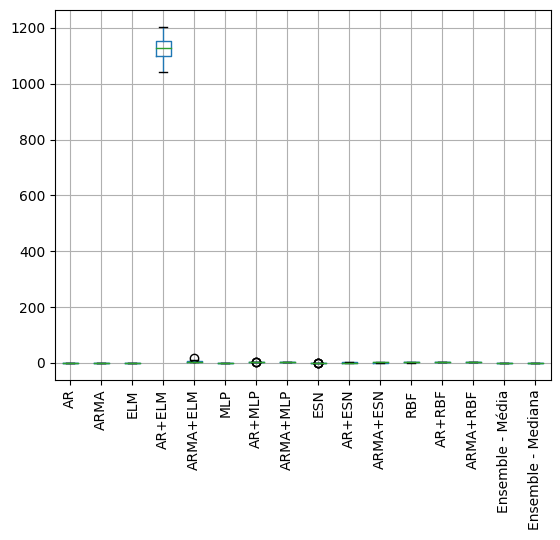 1200
1000
800
600
400
200
0
AR
ARMA
ELM
AR+ELM
ARMA+ELM
MLP
AR+MLP
ARMA+MLP
ESN
AR+ESN
ARMA+ESN
RBF
AR+RBF
ARMA+RBF
Ensemble - Média
Ensemble - Mediana